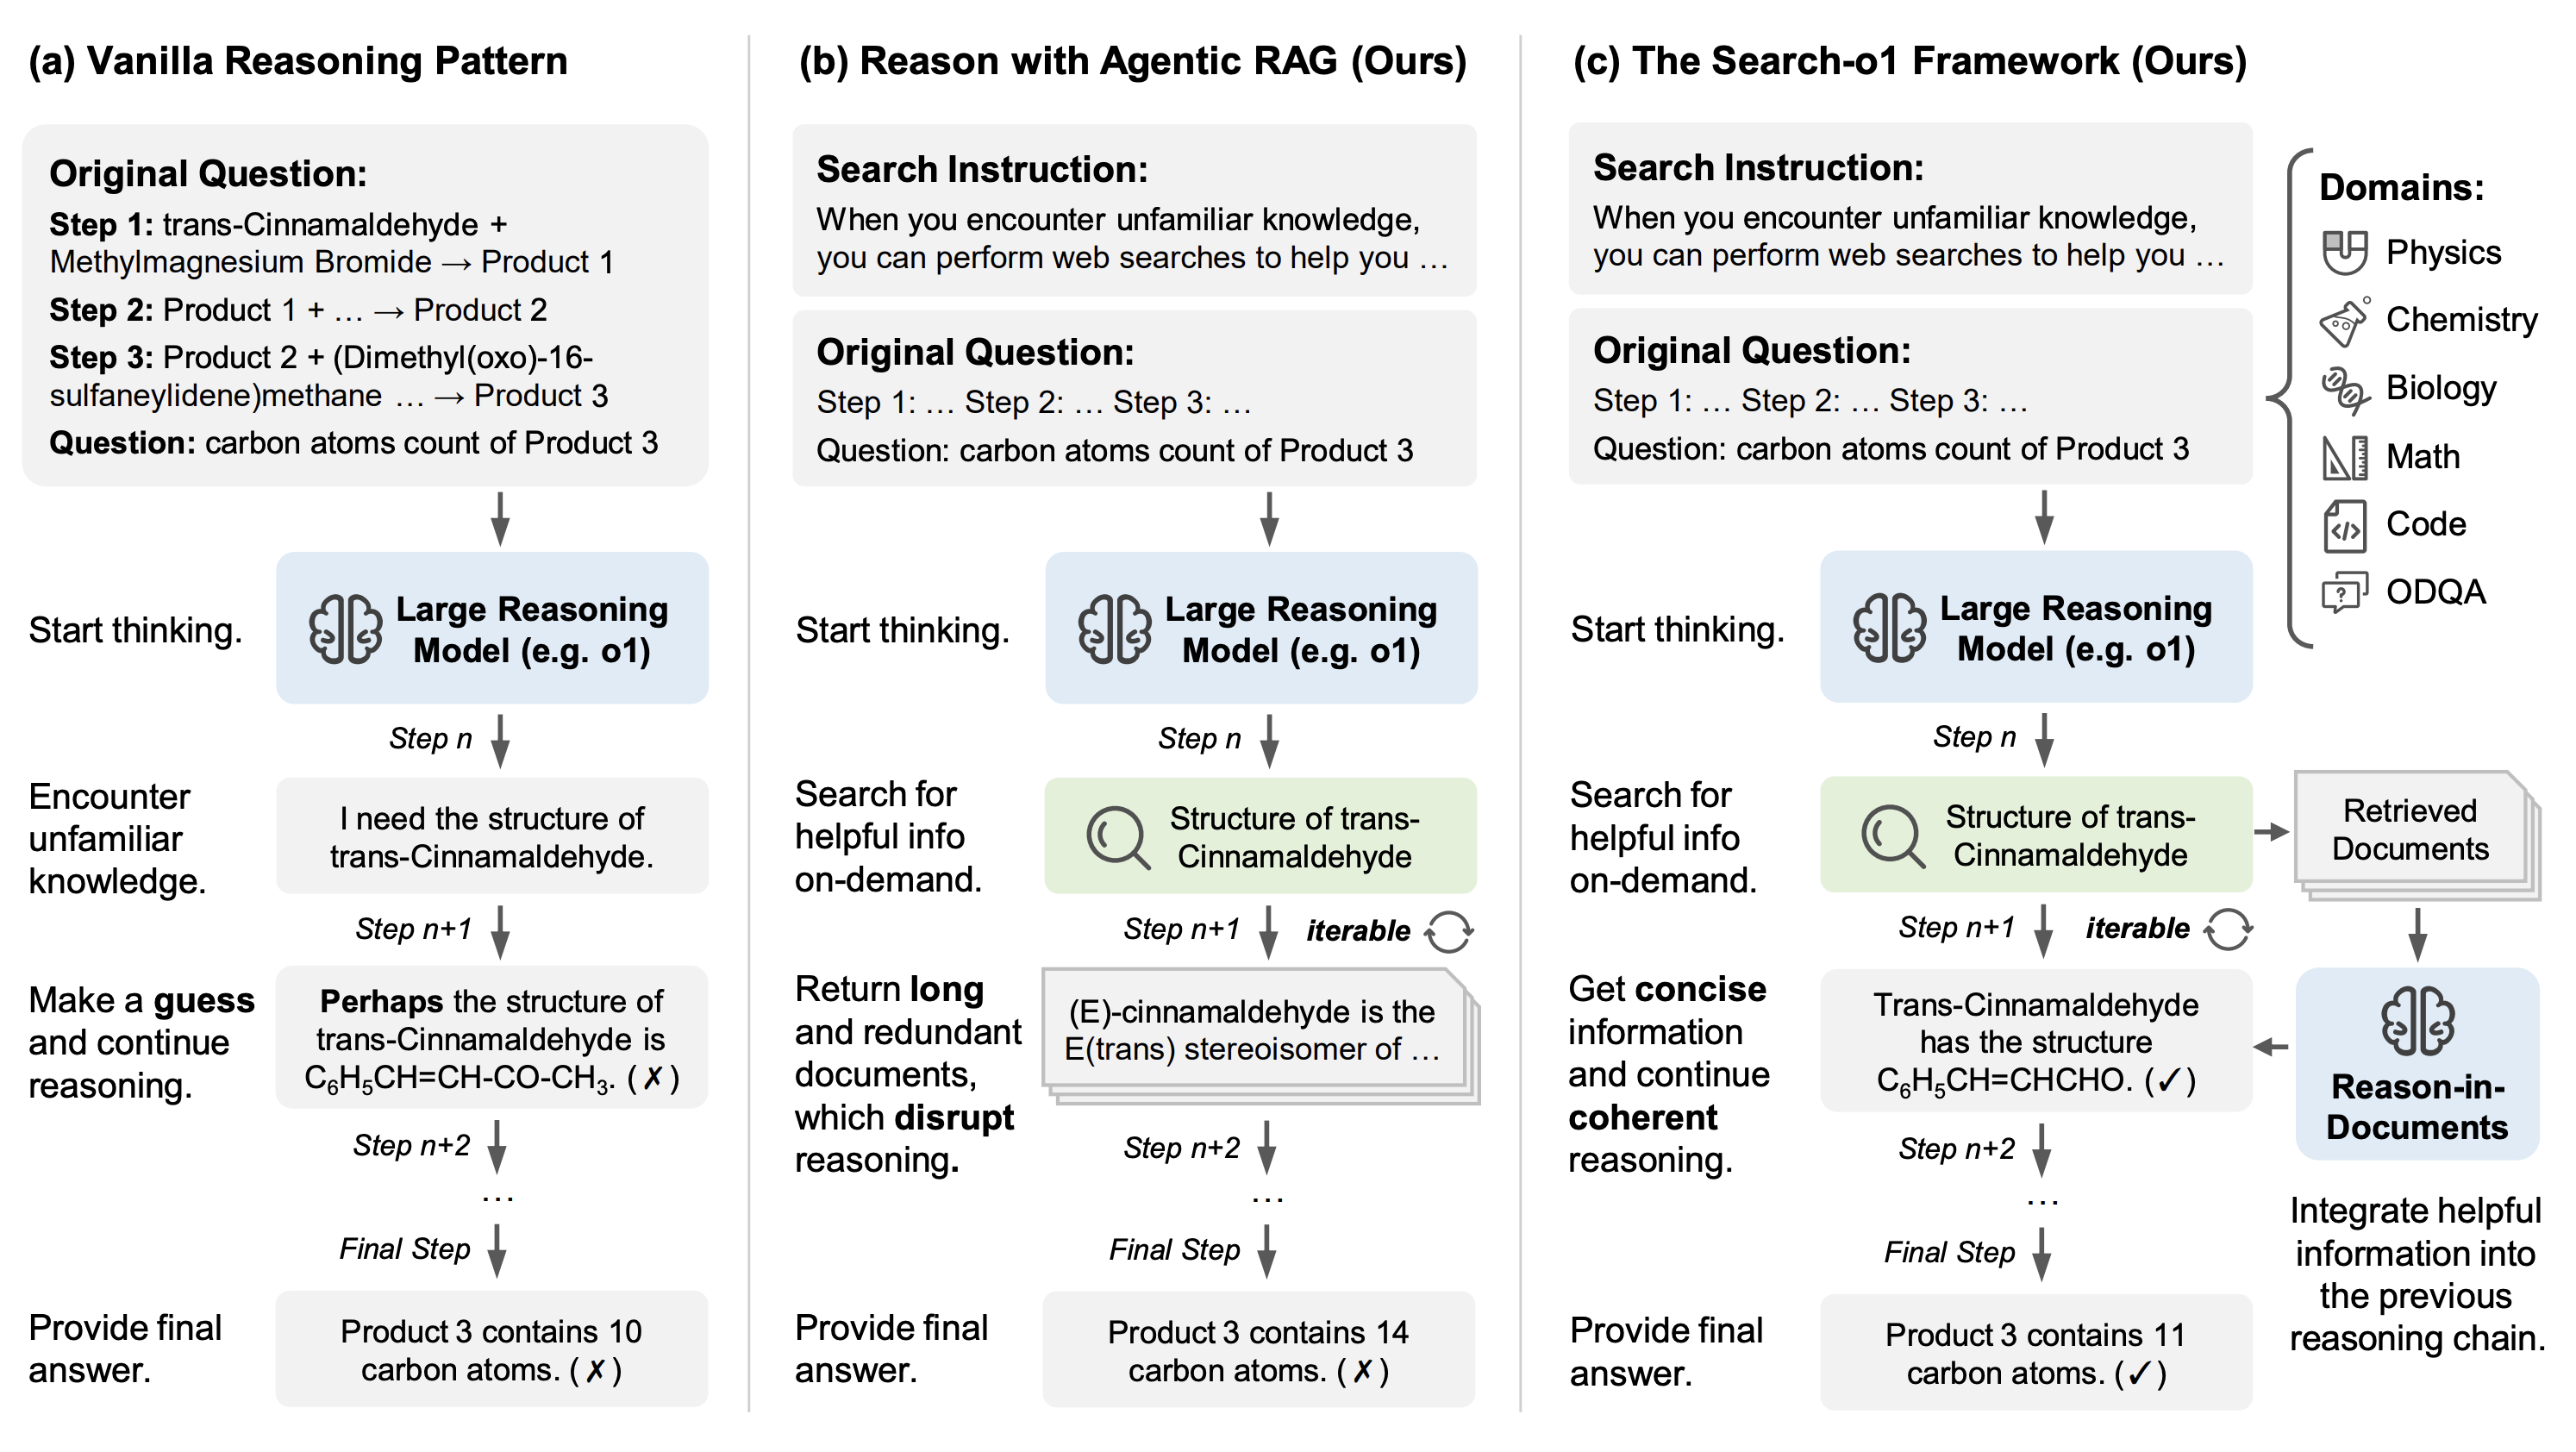 (a) Vanilla Reasoning Pattern
Original Question:
Step 1: trans-Cinnamaldehyde +
Methylmagnesium Bromide → Product 1
Step 2: Product 1 + … → Product 2
Step 3: Product 2 + (Dimethyl(oxo)-16-
sulfaneylidene)methane … → Product 3
Question: carbon atoms count of Product 3
Start thinking.
Large Reasoning
Model (e.g. o1)
Step n
Encounter
unfamiliar
knowledge.
I need the structure of
trans-Cinnamaldehyde.
Step n+1
Make a guess
and continue
reasoning.
Perhaps the structure of
trans-Cinnamaldehyde is
C₆H₅CH=CH-CO-CH₃. (✗)
Step n+2
…
Final Step
Provide final
answer.
Product 3 contains 10
carbon atoms. (✗)
(b) Reason with Agentic RAG (Ours)
Search Instruction:
When you encounter unfamiliar knowledge,
you can perform web searches to help you …
Original Question:
Step 1: … Step 2: … Step 3: …
Question: carbon atoms count of Product 3
Start thinking.
Large Reasoning
Model (e.g. o1)
Step n
Search for
helpful info
on-demand.
Structure of trans-
Cinnamaldehyde
Step n+1
iterable
Return long
and redundant
documents,
which disrupt
reasoning.
(E)-cinnamaldehyde is the
E(trans) stereoisomer of …
Step n+2
…
Final Step
Provide final
answer.
Product 3 contains 14
carbon atoms. (✗)
(c) The Search-o1 Framework (Ours)
Search Instruction:
When you encounter unfamiliar knowledge,
you can perform web searches to help you …
Original Question:
Step 1: … Step 2: … Step 3: …
Question: carbon atoms count of Product 3
Domains:
Physics
Chemistry
Biology
Math
Code
ODQA
Start thinking.
Large Reasoning
Model (e.g. o1)
Step n
Search for
helpful info
on-demand.
Structure of trans-
Cinnamaldehyde
Retrieved
Documents
Step n+1
iterable
Get concise
information
and continue
coherent
reasoning.
Trans-Cinnamaldehyde
has the structure
C₆H₅CH=CHCHO. (✓)
Reason-in-
Documents
Integrate helpful
information into
the previous
reasoning chain.
Step n+2
…
Final Step
Provide final
answer.
Product 3 contains 11
carbon atoms. (✓)